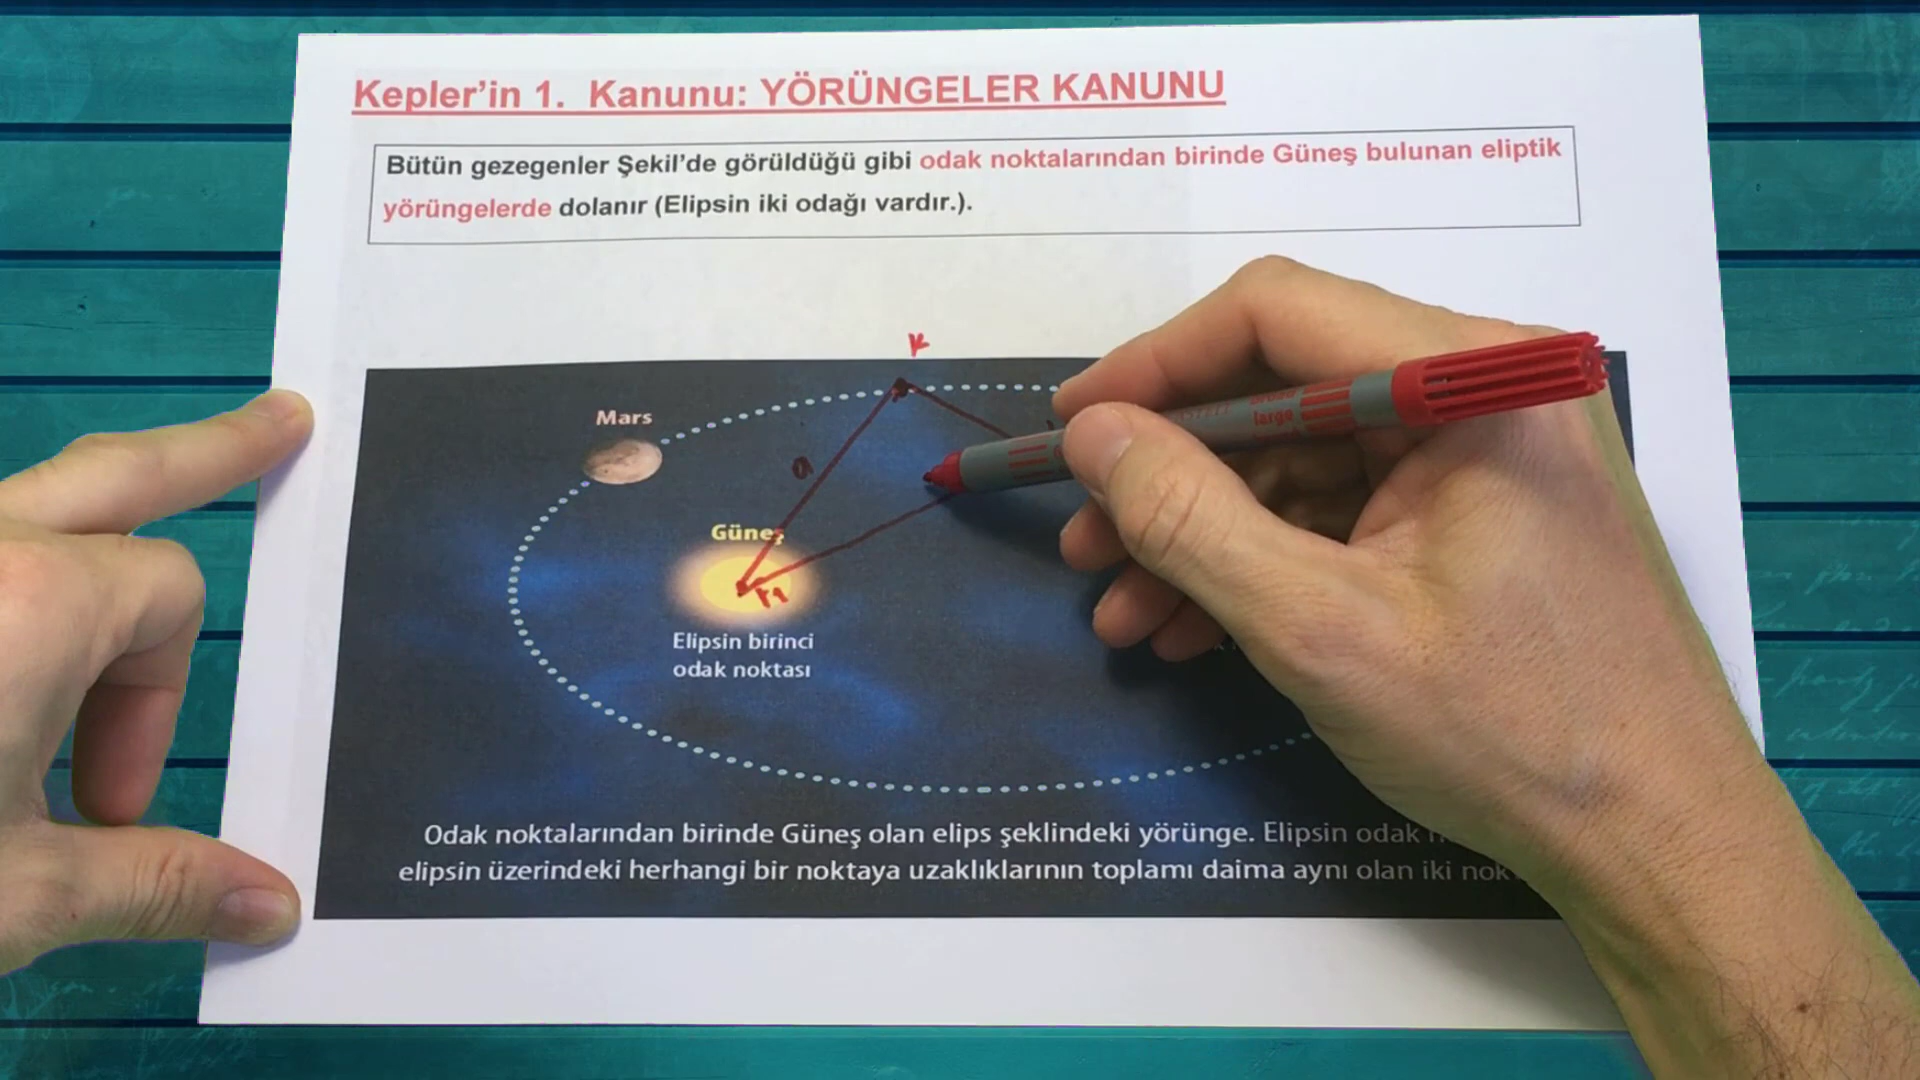 Kepler’in 1. Kanunu: YÖRÜNGELER KANUNU
Bütün gezegenler Şekil’de görüldüğü gibi odak noktalarından birinde Güneş bulunan eliptik
yörüngelerde dolanır (Elipsin iki odağı vardır.).
K
Mars
a
Güneş
F1
Elipsin birinci
odak noktası
large
Odak noktalarından birinde Güneş olan elips şeklindeki yörünge. Elipsin odak
elipsin üzerindeki herhangi bir noktaya uzaklıklarının toplamı daima aynı olan iki